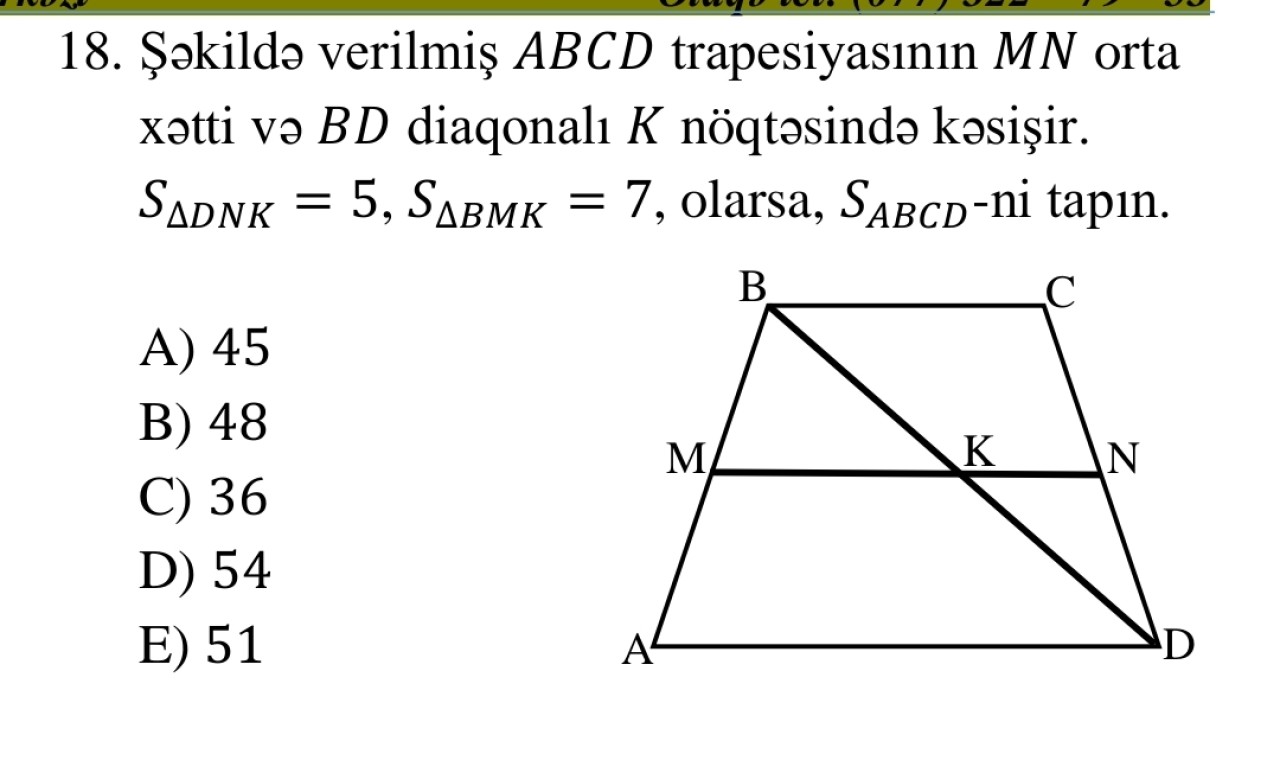 18. Şəkildə verilmiş ABCD trapesiyasının MN orta
xətti və BD diaqonalı K nöqtəsində kəsişir.
S∆DNK = 5, S∆BMK = 7, olarsa, SABCD-ni tapın.
A) 45
B) 48
C) 36
D) 54
E) 51
B C
M K N
A D